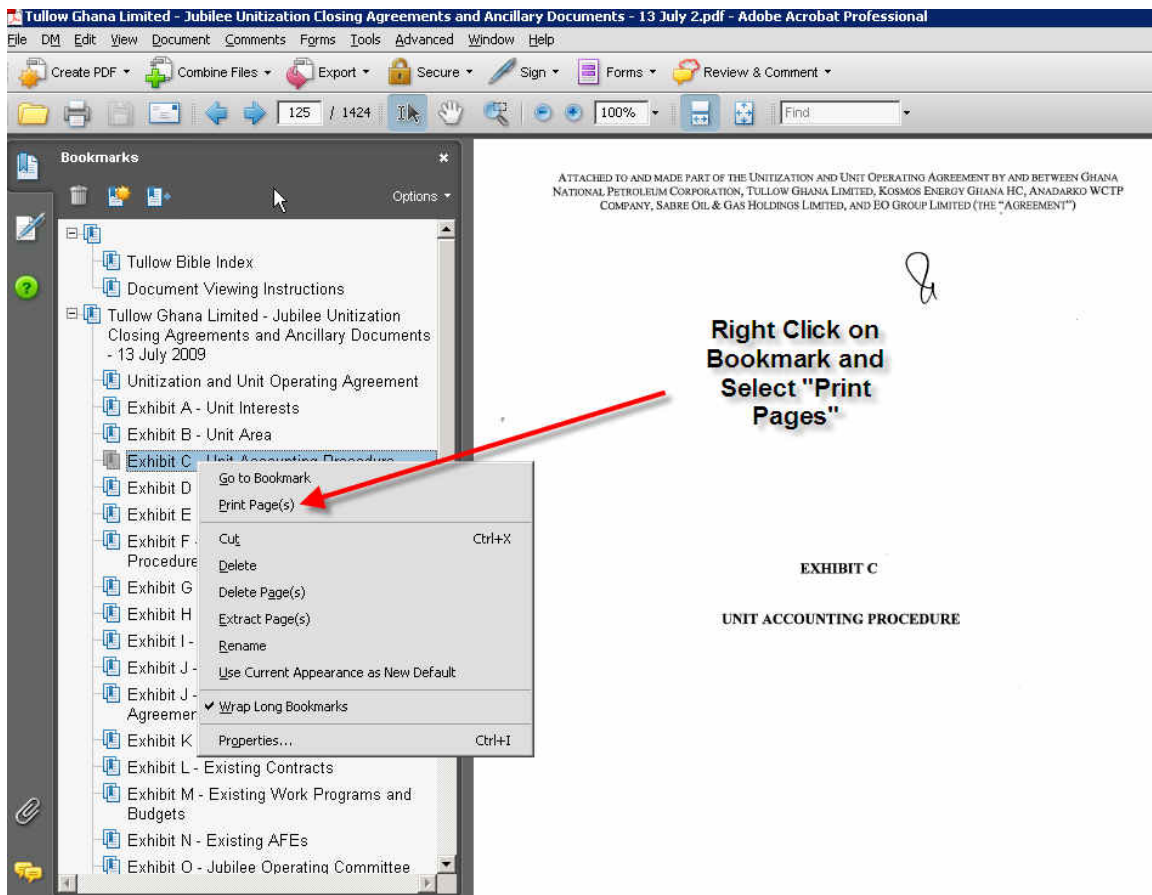 Tullow Ghana Limited - Jubilee Unitization Closing Agreements and Ancillary Documents - 13 July 2.pdf - Adobe Acrobat Professional
File DM Edit View Document Comments Forms Tools Advanced Window Help
Create PDF Combine Files Export Secure Sign Forms Review & Comment
125 / 1424 100% Find
Bookmarks
Options
Tullow Bible Index
Document Viewing Instructions
Tullow Ghana Limited - Jubilee Unitization
Closing Agreements and Ancillary Documents
- 13 July 2009
Unitization and Unit Operating Agreement
Exhibit A - Unit Interests
Exhibit B - Unit Area
Exhibit C - Unit Accounting Procedure
Exhibit D
Exhibit E
Exhibit F -
Procedure
Exhibit G
Exhibit H
Exhibit I -
Exhibit J -
Exhibit J -
Agreemen
Exhibit K
Exhibit L - Existing Contracts
Exhibit M - Existing Work Programs and
Budgets
Exhibit N - Existing AFEs
Exhibit O - Jubilee Operating Committee
Go to Bookmark
Print Page(s)
Cut Ctrl+X
Delete
Delete Page(s)
Extract Page(s)
Rename
Use Current Appearance as New Default
Wrap Long Bookmarks
Properties... Ctrl+I
ATTACHED TO AND MADE PART OF THE UNITIZATION AND UNIT OPERATING AGREEMENT BY AND BETWEEN GHANA
NATIONAL PETROLEUM CORPORATION, TULLOW GHANA LIMITED, KOSMOS ENERGY GHANA HC, ANADARKO WCTP
COMPANY, SABRE OIL & GAS HOLDINGS LIMITED, AND EO GROUP LIMITED (THE "AGREEMENT")
Right Click on
Bookmark and
Select "Print
Pages"
EXHIBIT C
UNIT ACCOUNTING PROCEDURE